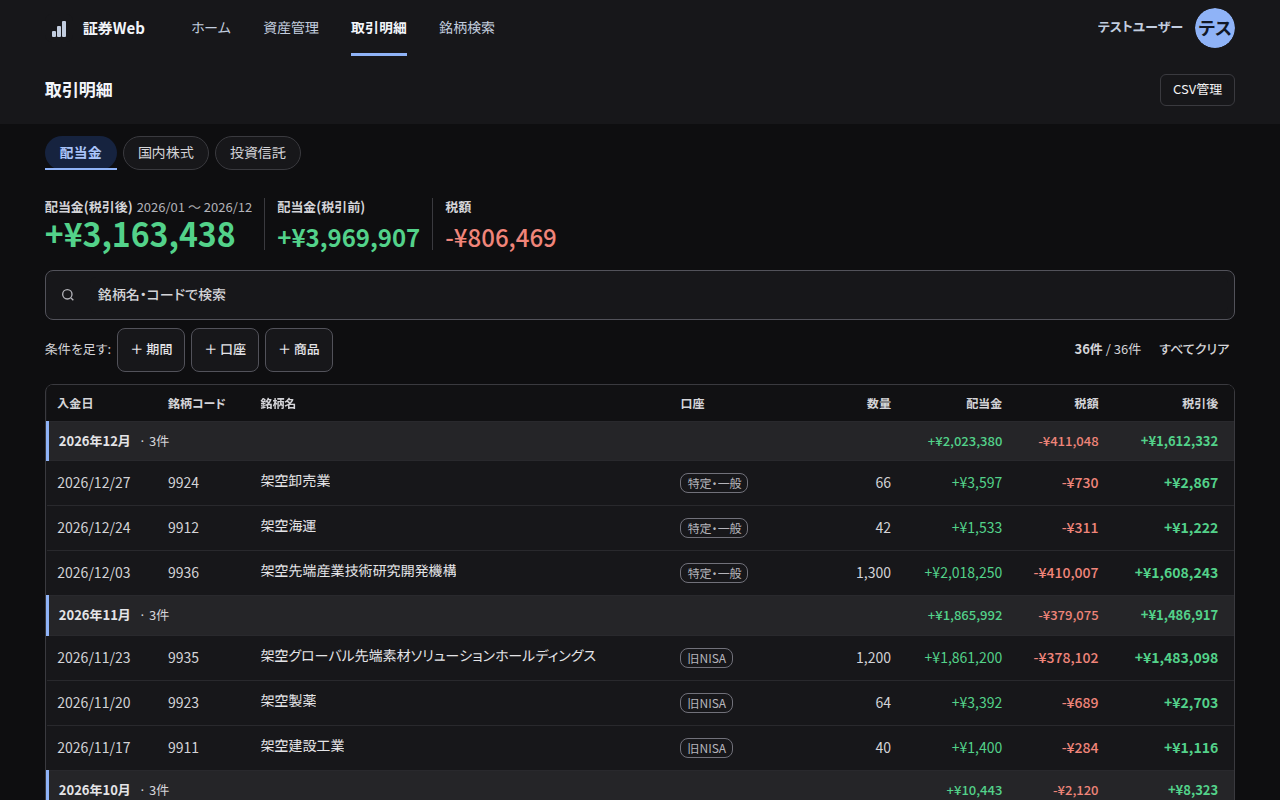 証券Web ホーム 資産管理 取引明細 銘柄検索 テストユーザー テス
取引明細 CSV管理
配当金 国内株式 投資信託
配当金(税引後) 2026/01 〜 2026/12 配当金(税引前) 税額
+¥3,163,438 +¥3,969,907 -¥806,469
銘柄名・コードで検索
条件を足す: ＋ 期間 ＋ 口座 ＋ 商品 36件 / 36件 すべてクリア
入金日 銘柄コード 銘柄名 口座 数量 配当金 税額 税引後
2026年12月 · 3件 +¥2,023,380 -¥411,048 +¥1,612,332
2026/12/27 9924 架空卸売業 特定・一般 66 +¥3,597 -¥730 +¥2,867
2026/12/24 9912 架空海運 特定・一般 42 +¥1,533 -¥311 +¥1,222
2026/12/03 9936 架空先端産業技術研究開発機構 特定・一般 1,300 +¥2,018,250 -¥410,007 +¥1,608,243
2026年11月 · 3件 +¥1,865,992 -¥379,075 +¥1,486,917
2026/11/23 9935 架空グローバル先端素材ソリューションホールディングス 旧NISA 1,200 +¥1,861,200 -¥378,102 +¥1,483,098
2026/11/20 9923 架空製薬 旧NISA 64 +¥3,392 -¥689 +¥2,703
2026/11/17 9911 架空建設工業 旧NISA 40 +¥1,400 -¥284 +¥1,116
2026年10月 · 3件 +¥10,443 -¥2,120 +¥8,323